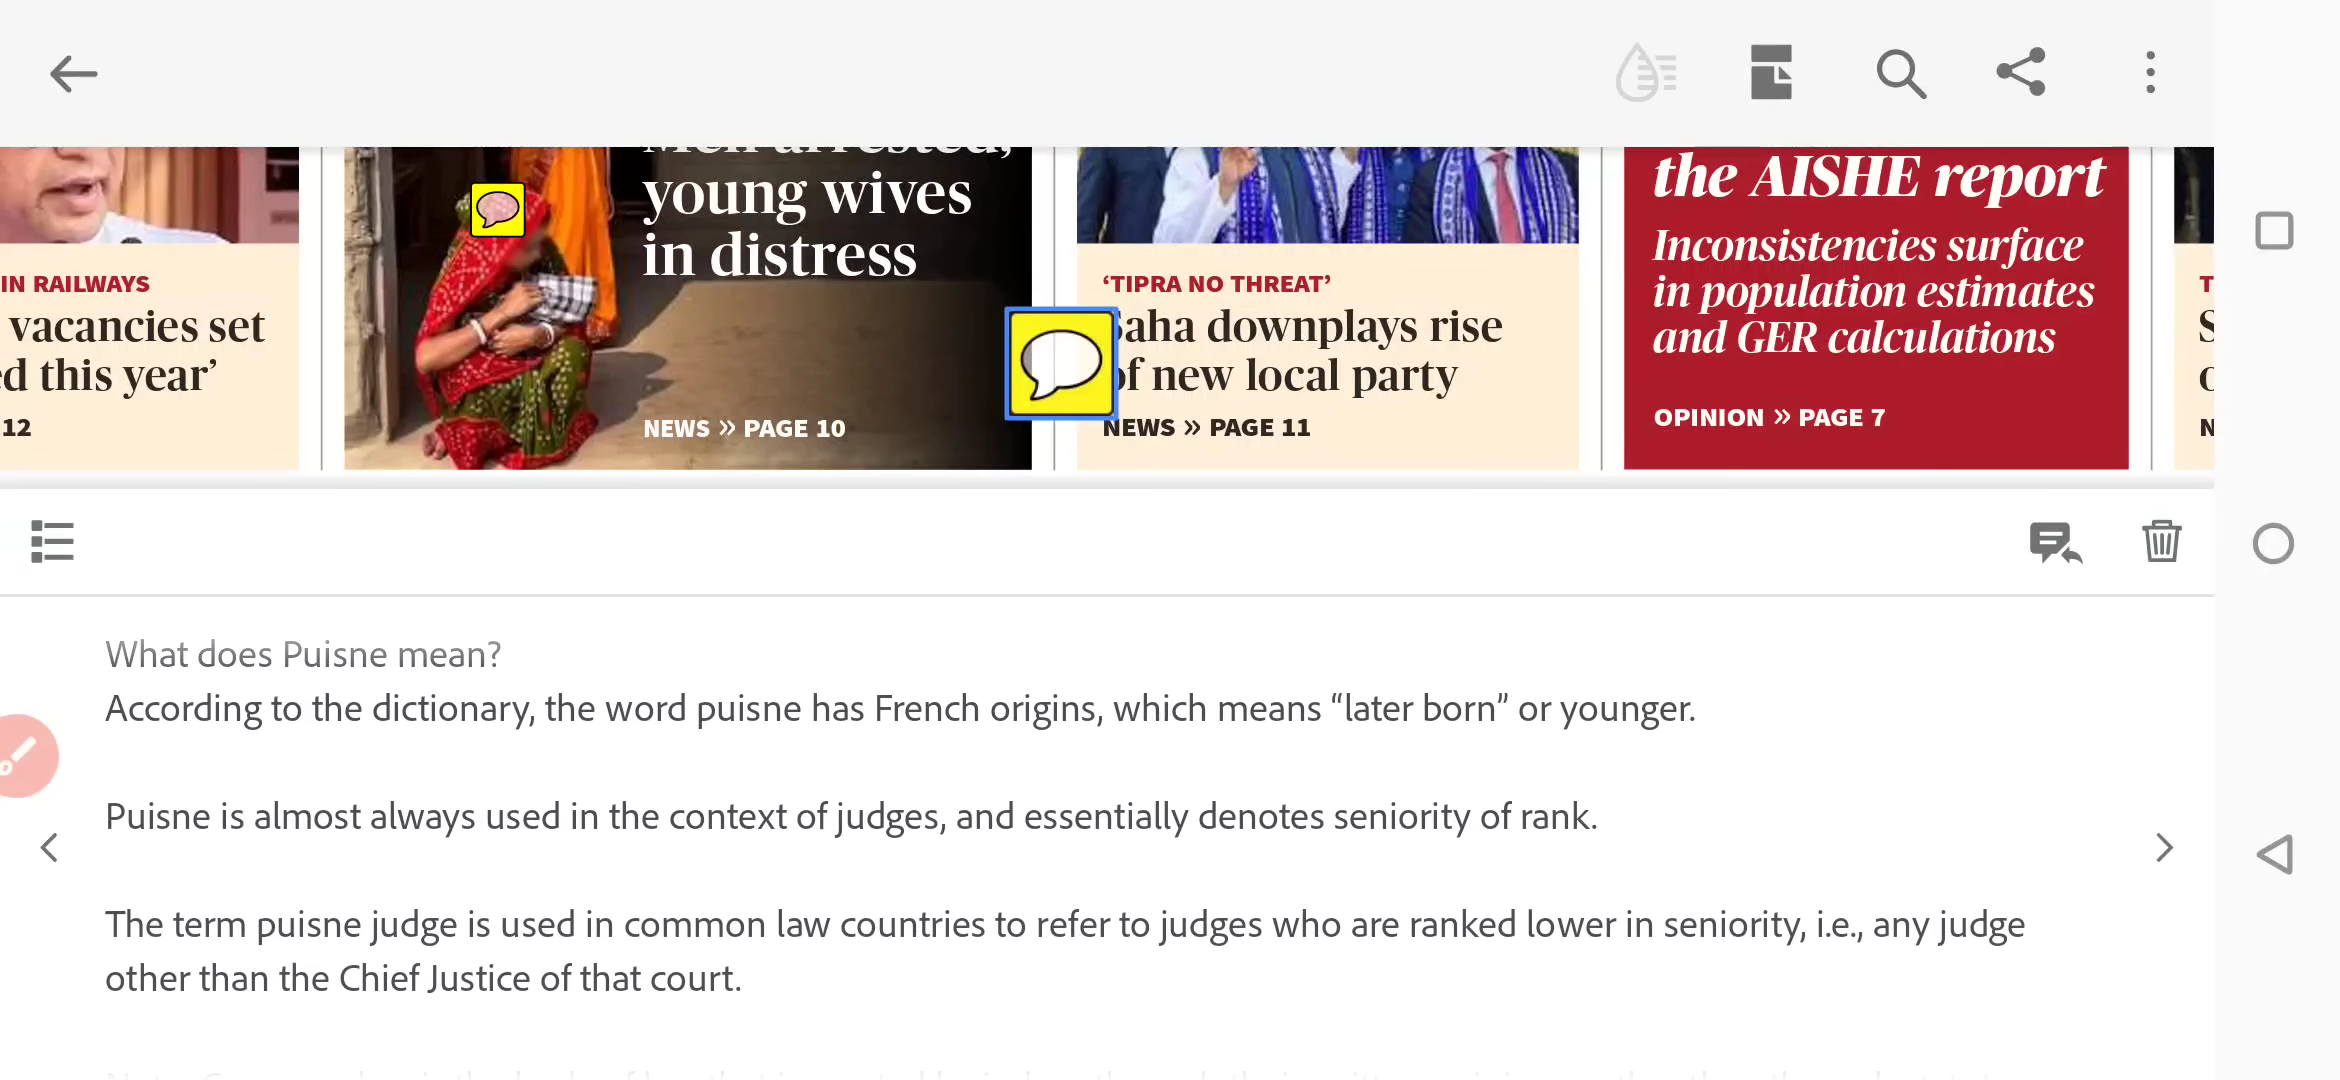 Men arrested,
young wives
in distress
NEWS » PAGE 10
IN RAILWAYS
vacancies set
ed this year’
12
‘TIPRA NO THREAT’
Saha downplays rise
of new local party
NEWS » PAGE 11
the AISHE report
Inconsistencies surface
in population estimates
and GER calculations
OPINION » PAGE 7
T
S
N
What does Puisne mean?
According to the dictionary, the word puisne has French origins, which means “later born” or younger.
Puisne is almost always used in the context of judges, and essentially denotes seniority of rank.
The term puisne judge is used in common law countries to refer to judges who are ranked lower in seniority, i.e., any judge
other than the Chief Justice of that court.